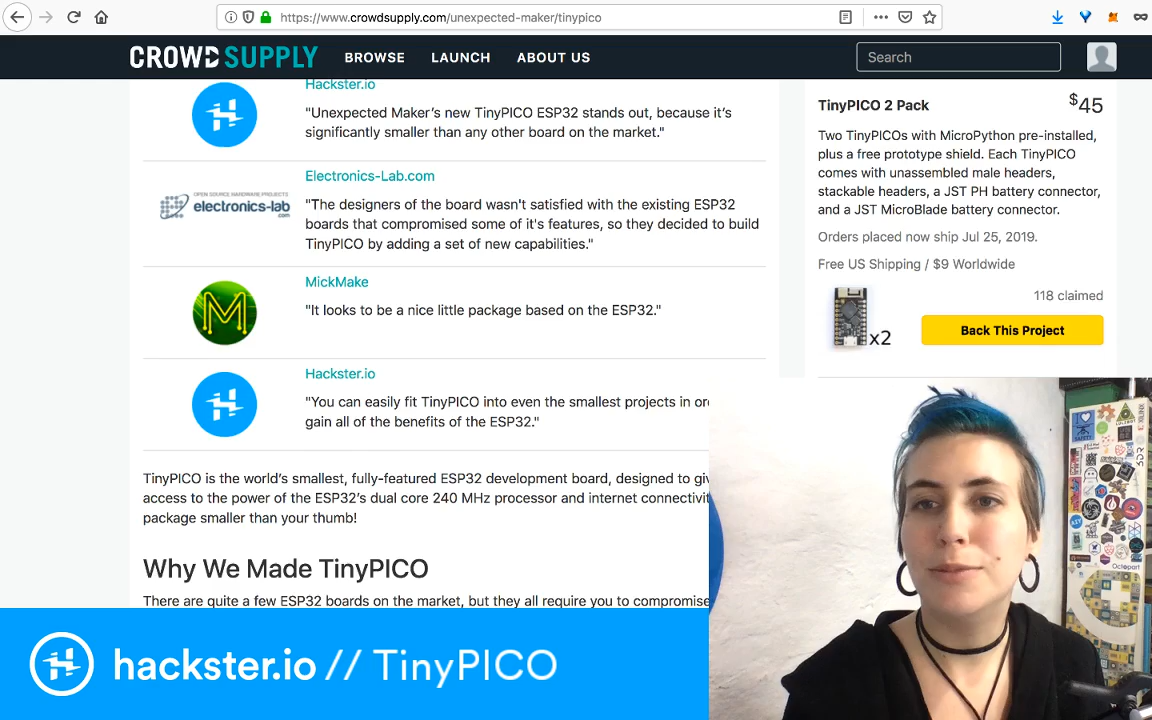 https://www.crowdsupply.com/unexpected-maker/tinypico
CROWD SUPPLY
BROWSE
LAUNCH
ABOUT US
Search
Hackster.io
"Unexpected Maker's new TinyPICO ESP32 stands out, because it's
significantly smaller than any other board on the market."
OPEN SOURCE HARDWARE PROJECTS
electronics-lab
.com
Electronics-Lab.com
"The designers of the board wasn't satisfied with the existing ESP32
boards that compromised some of it's features, so they decided to build
TinyPICO by adding a set of new capabilities."
M
MickMake
"It looks to be a nice little package based on the ESP32."
Hackster.io
"You can easily fit TinyPICO into even the smallest projects in or
gain all of the benefits of the ESP32."
TinyPICO is the world's smallest, fully-featured ESP32 development board, designed to giv
access to the power of the ESP32's dual core 240 MHz processor and internet connectivit
package smaller than your thumb!
Why We Made TinyPICO
There are quite a few ESP32 boards on the market, but they all require you to compromise
TinyPICO 2 Pack
$45
Two TinyPICOs with MicroPython pre-installed,
plus a free prototype shield. Each TinyPICO
comes with unassembled male headers,
stackable headers, a JST PH battery connector,
and a JST MicroBlade battery connector.
Orders placed now ship Jul 25, 2019.
Free US Shipping / $9 Worldwide
118 claimed
x2
Back This Project
hackster.io // TinyPICO
XILINX
SDR
Octopart